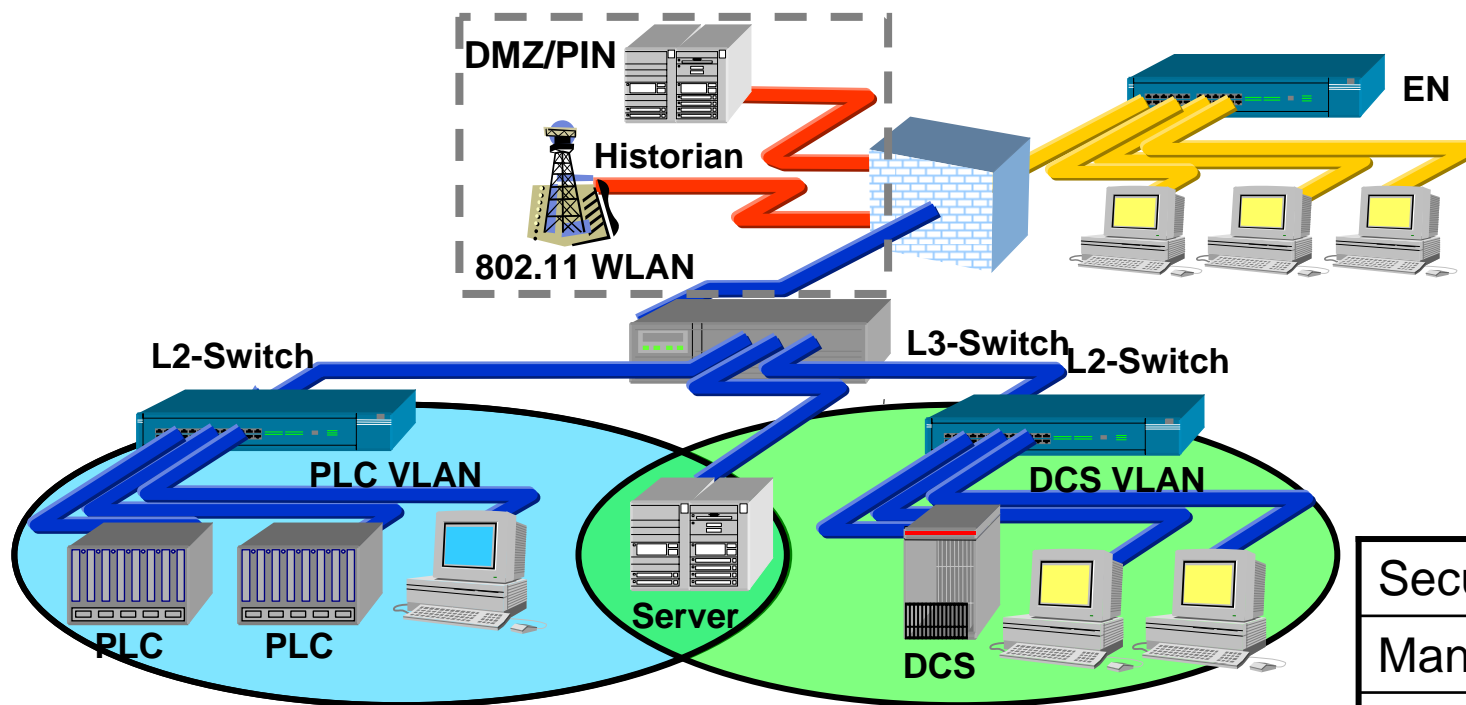 DMZ/PIN
EN
Historian
802.11 WLAN
L2-Switch
L3-Switch
L2-Switch
PLC VLAN
DCS VLAN
Server
PLC
PLC
DCS
Secu
Man